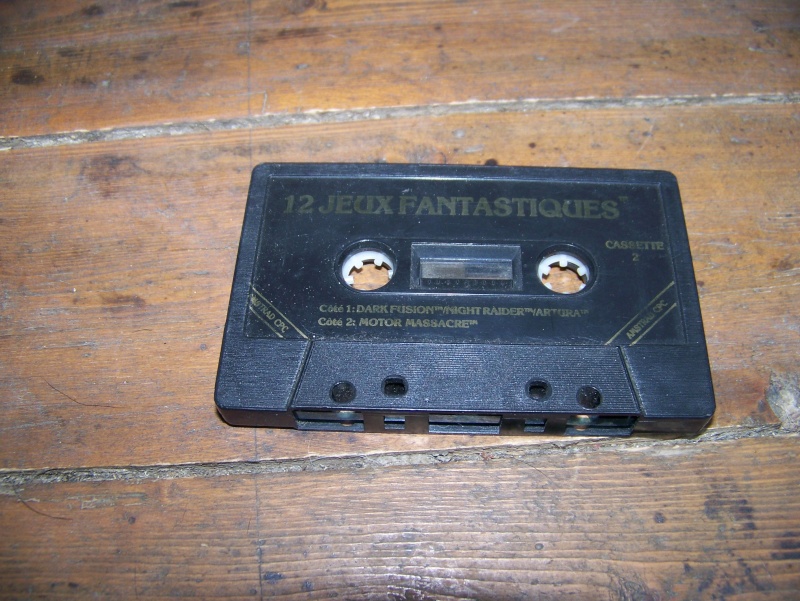 12 JEUX FANTASTIQUES™
CASSETTE
2
Côté 1: DARK FUSION™/NIGHT RAIDER™/ARTURA™
Côté 2: MOTOR MASSACRE™
AMSTRAD CPC
AMSTRAD CPC